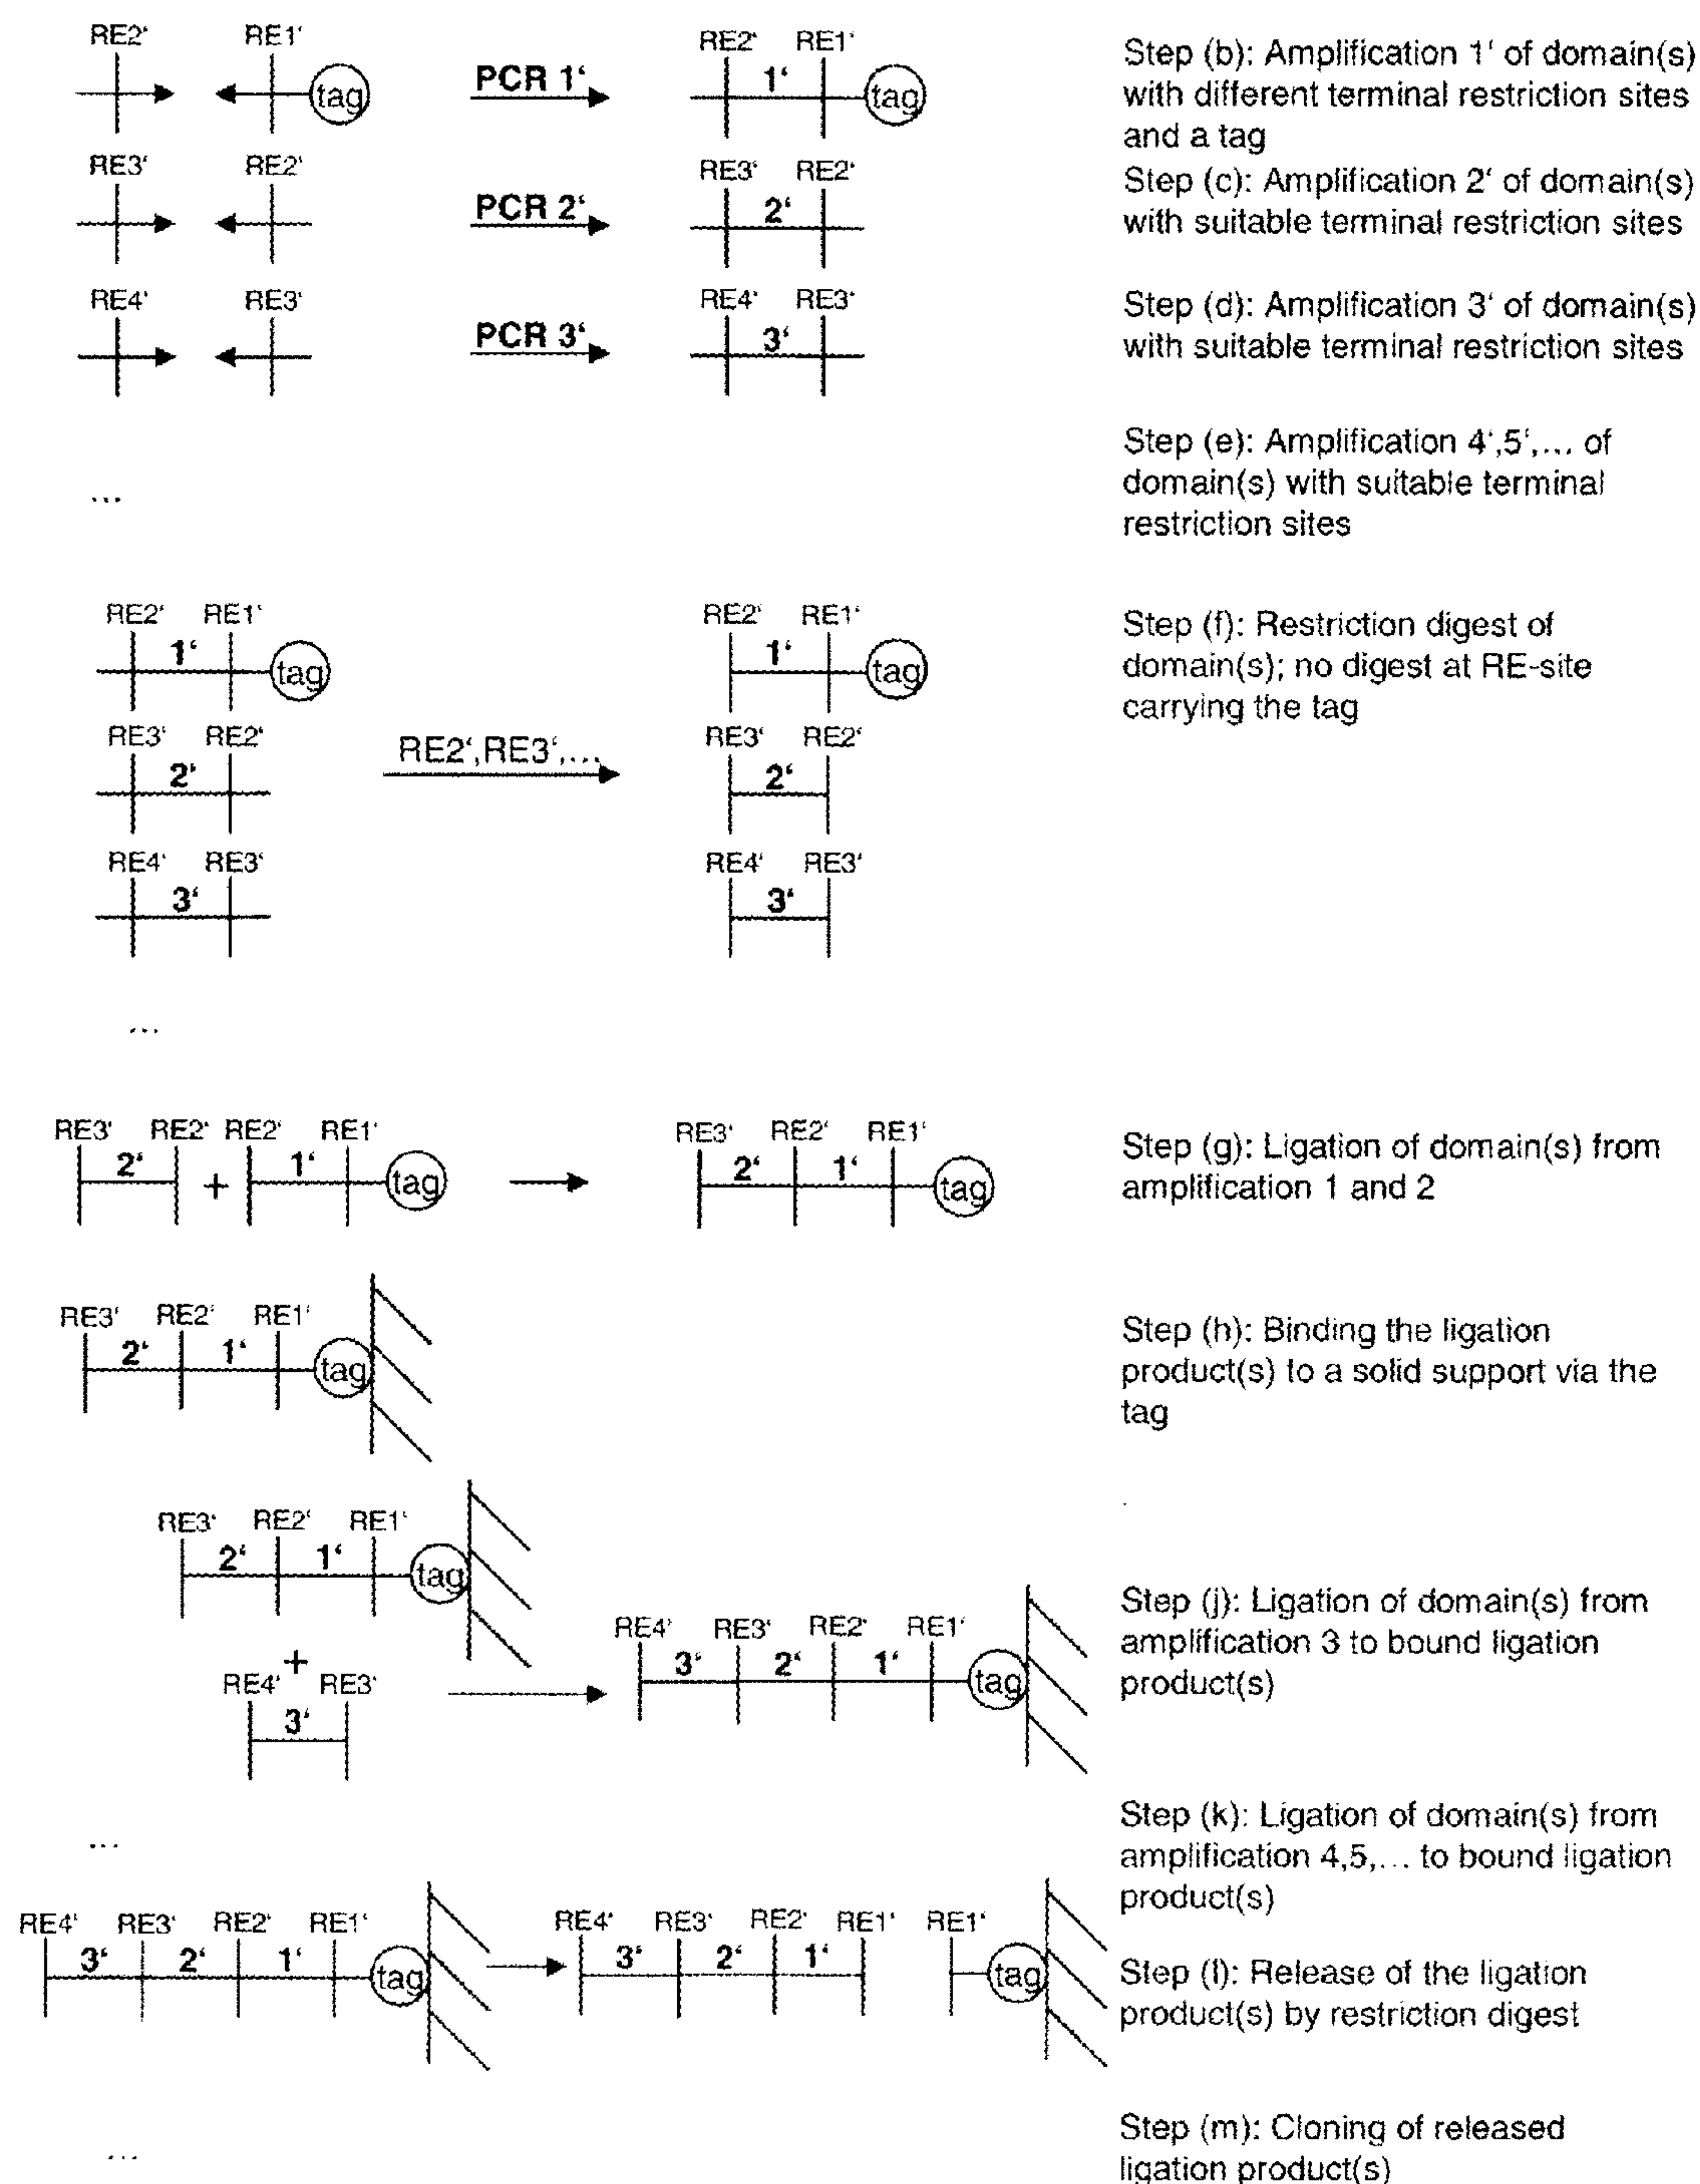 RE2' RE1' RE2' RE1'
tag PCR 1' 1' tag
Step (b): Amplification 1' of domain(s)
with different terminal restriction sites
and a tag
RE3' RE2' RE3' RE2'
PCR 2' 2'
Step (c): Amplification 2' of domain(s)
with suitable terminal restriction sites
RE4' RE3' RE4' RE3'
PCR 3' 3'
Step (d): Amplification 3' of domain(s)
with suitable terminal restriction sites
...
Step (e): Amplification 4',5',... of
domain(s) with suitable terminal
restriction sites
RE2' RE1' RE2' RE1'
1' tag 1' tag
RE3' RE2' RE3' RE2'
2' RE2',RE3',... 2'
RE4' RE3' RE4' RE3'
3' 3'
Step (f): Restriction digest of
domain(s); no digest at RE-site
carrying the tag
...
RE3' RE2' RE2' RE1' RE3' RE2' RE1'
2' + 1' tag 2' 1' tag
Step (g): Ligation of domain(s) from
amplification 1 and 2
RE3' RE2' RE1'
2' 1' tag
Step (h): Binding the ligation
product(s) to a solid support via the
tag
RE3' RE2' RE1'
2' 1' tag
+
RE4' RE3'
3'
RE4' RE3' RE2' RE1'
3' 2' 1' tag
Step (j): Ligation of domain(s) from
amplification 3 to bound ligation
product(s)
...
Step (k): Ligation of domain(s) from
amplification 4,5,... to bound ligation
product(s)
RE4' RE3' RE2' RE1' RE4' RE3' RE2' RE1' RE1'
3' 2' 1' tag 3' 2' 1' tag
Step (l): Release of the ligation
product(s) by restriction digest
...
Step (m): Cloning of released
ligation product(s)